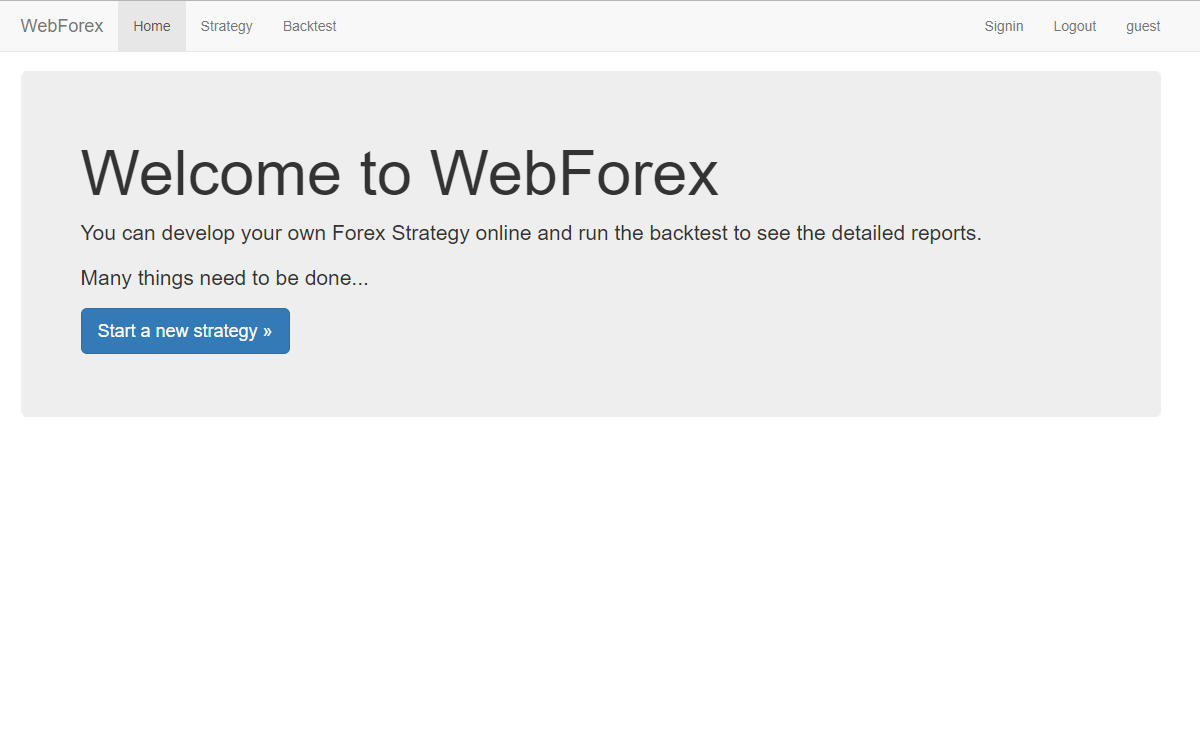 WebForex Home Strategy Backtest Signin Logout guest
Welcome to WebForex
You can develop your own Forex Strategy online and run the backtest to see the detailed reports.
Many things need to be done...
Start a new strategy »